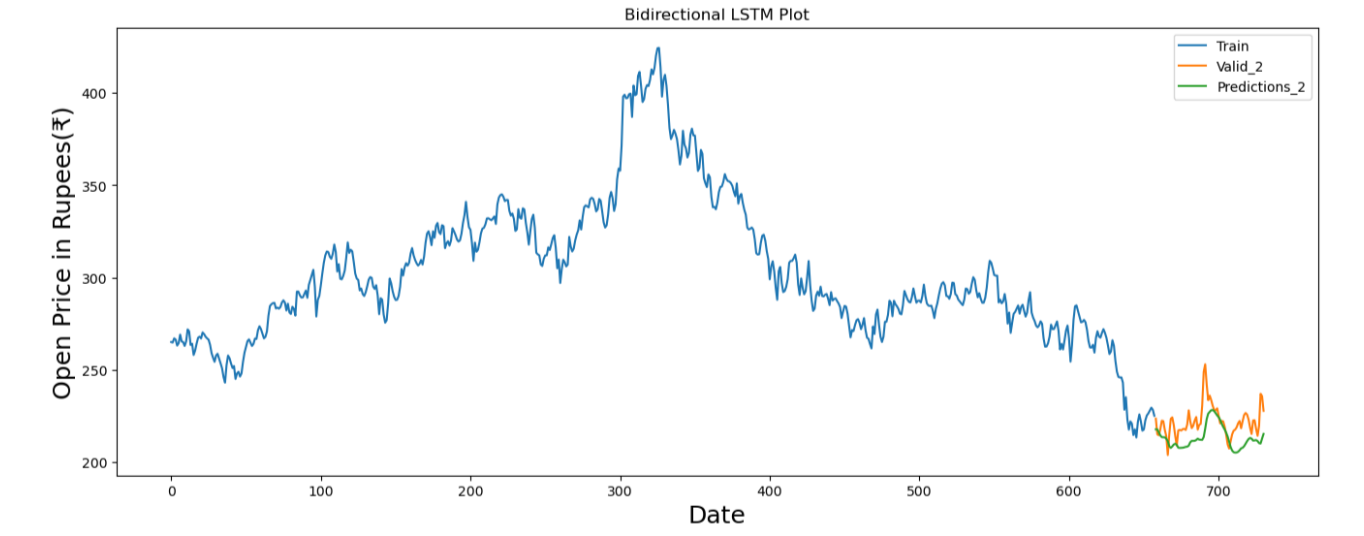 Bidirectional LSTM Plot
Train
Valid_2
Predictions_2
Open Price in Rupees(₹)
400
350
300
250
200
0 100 200 300 400 500 600 700
Date